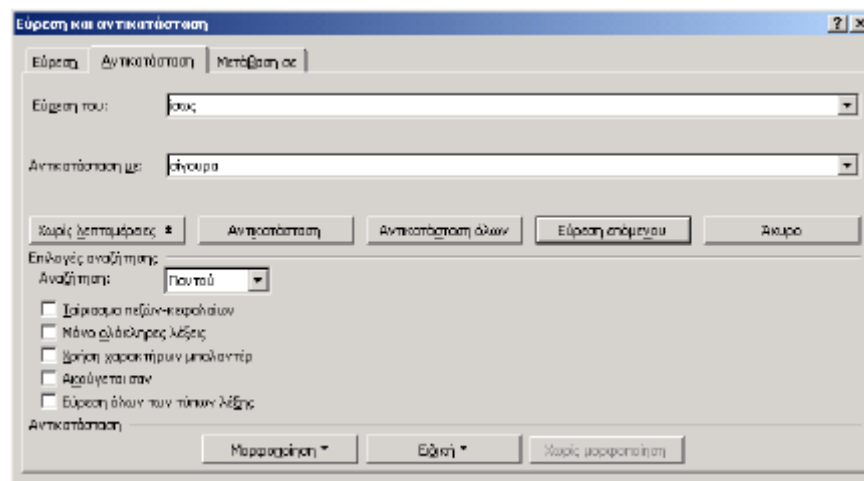 Εύρεση και αντικατάσταση
Εύρεση Αντικατάσταση Μετάβαση σε
Εύρεση του: ίσως
Αντικατάσταση με: σίγουρα
Χωρίς λεπτομέρειες Αντικατάσταση Αντικατάσταση όλων Εύρεση επόμενου Άκυρο
Επιλογές αναζήτησης
Αναζήτηση: Παντού
Ταίριασμα πεζών-κεφαλαίων
Μόνο ολόκληρες λέξεις
Χρήση χαρακτήρων μπαλαντέρ
Ακούγεται σαν
Εύρεση όλων των τύπων λέξης
Αντικατάσταση
Μορφοποίηση Ειδική Χωρίς μορφοποίηση